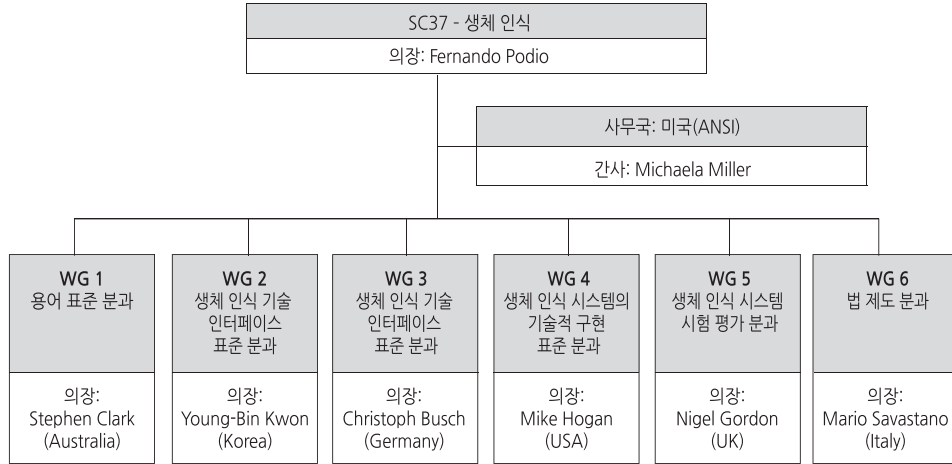 SC37 - 생체 인식
의장: Fernando Podio
사무국: 미국(ANSI)
간사: Michaela Miller
WG 1
용어 표준 분과
의장:
Stephen Clark
(Australia)
WG 2
생체 인식 기술
인터페이스
표준 분과
의장:
Young-Bin Kwon
(Korea)
WG 3
생체 인식 기술
인터페이스
표준 분과
의장:
Christoph Busch
(Germany)
WG 4
생체 인식 시스템의
기술적 구현
표준 분과
의장:
Mike Hogan
(USA)
WG 5
생체 인식 시스템
시험 평가 분과
의장:
Nigel Gordon
(UK)
WG 6
법 제도 분과
의장:
Mario Savastano
(Italy)